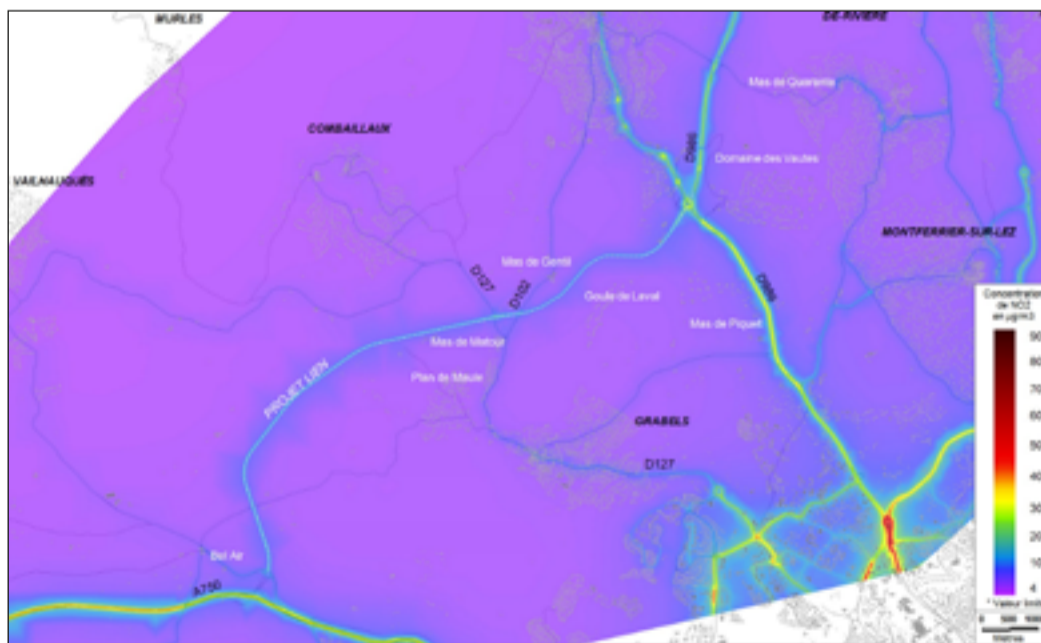 MURLES
DE-RIVIERE
Mas de Querelle
D986
COMBAILLAUX
Domaine des Vautes
VAILHAUQUES
MONTFERRIER-SUR-LEZ
Mas de Gentil
D127
D102
Goule de Laval
D986
Concentration
de NO2
en µg/m3
Mas de Piquet
Mas de Matour
90
80
Plan de Maule
PROJET LIEN
70
60
GRABELS
50
D127
40
30
20
Bel Air
10
A750
4
* Valeur limite
0 500 1000
Mètres